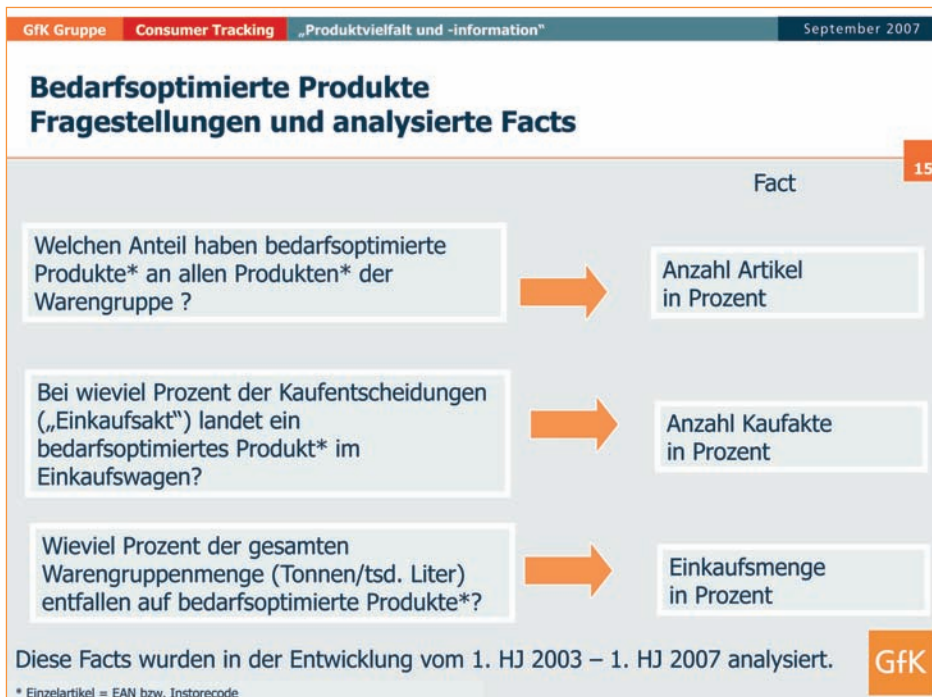 GfK Gruppe Consumer Tracking „Produktvielfalt und -information“ September 2007
Bedarfsoptimierte Produkte
Fragestellungen und analysierte Facts
15
Fact
Welchen Anteil haben bedarfsoptimierte
Produkte* an allen Produkten* der
Warengruppe ?
Anzahl Artikel
in Prozent
Bei wieviel Prozent der Kaufentscheidungen
(„Einkaufsakt“) landet ein
bedarfsoptimiertes Produkt* im
Einkaufswagen?
Anzahl Kaufakte
in Prozent
Wieviel Prozent der gesamten
Warengruppenmenge (Tonnen/tsd. Liter)
entfallen auf bedarfsoptimierte Produkte*?
Einkaufsmenge
in Prozent
Diese Facts wurden in der Entwicklung vom 1. HJ 2003 – 1. HJ 2007 analysiert.
GfK
* Einzelartikel = EAN bzw. Instorecode